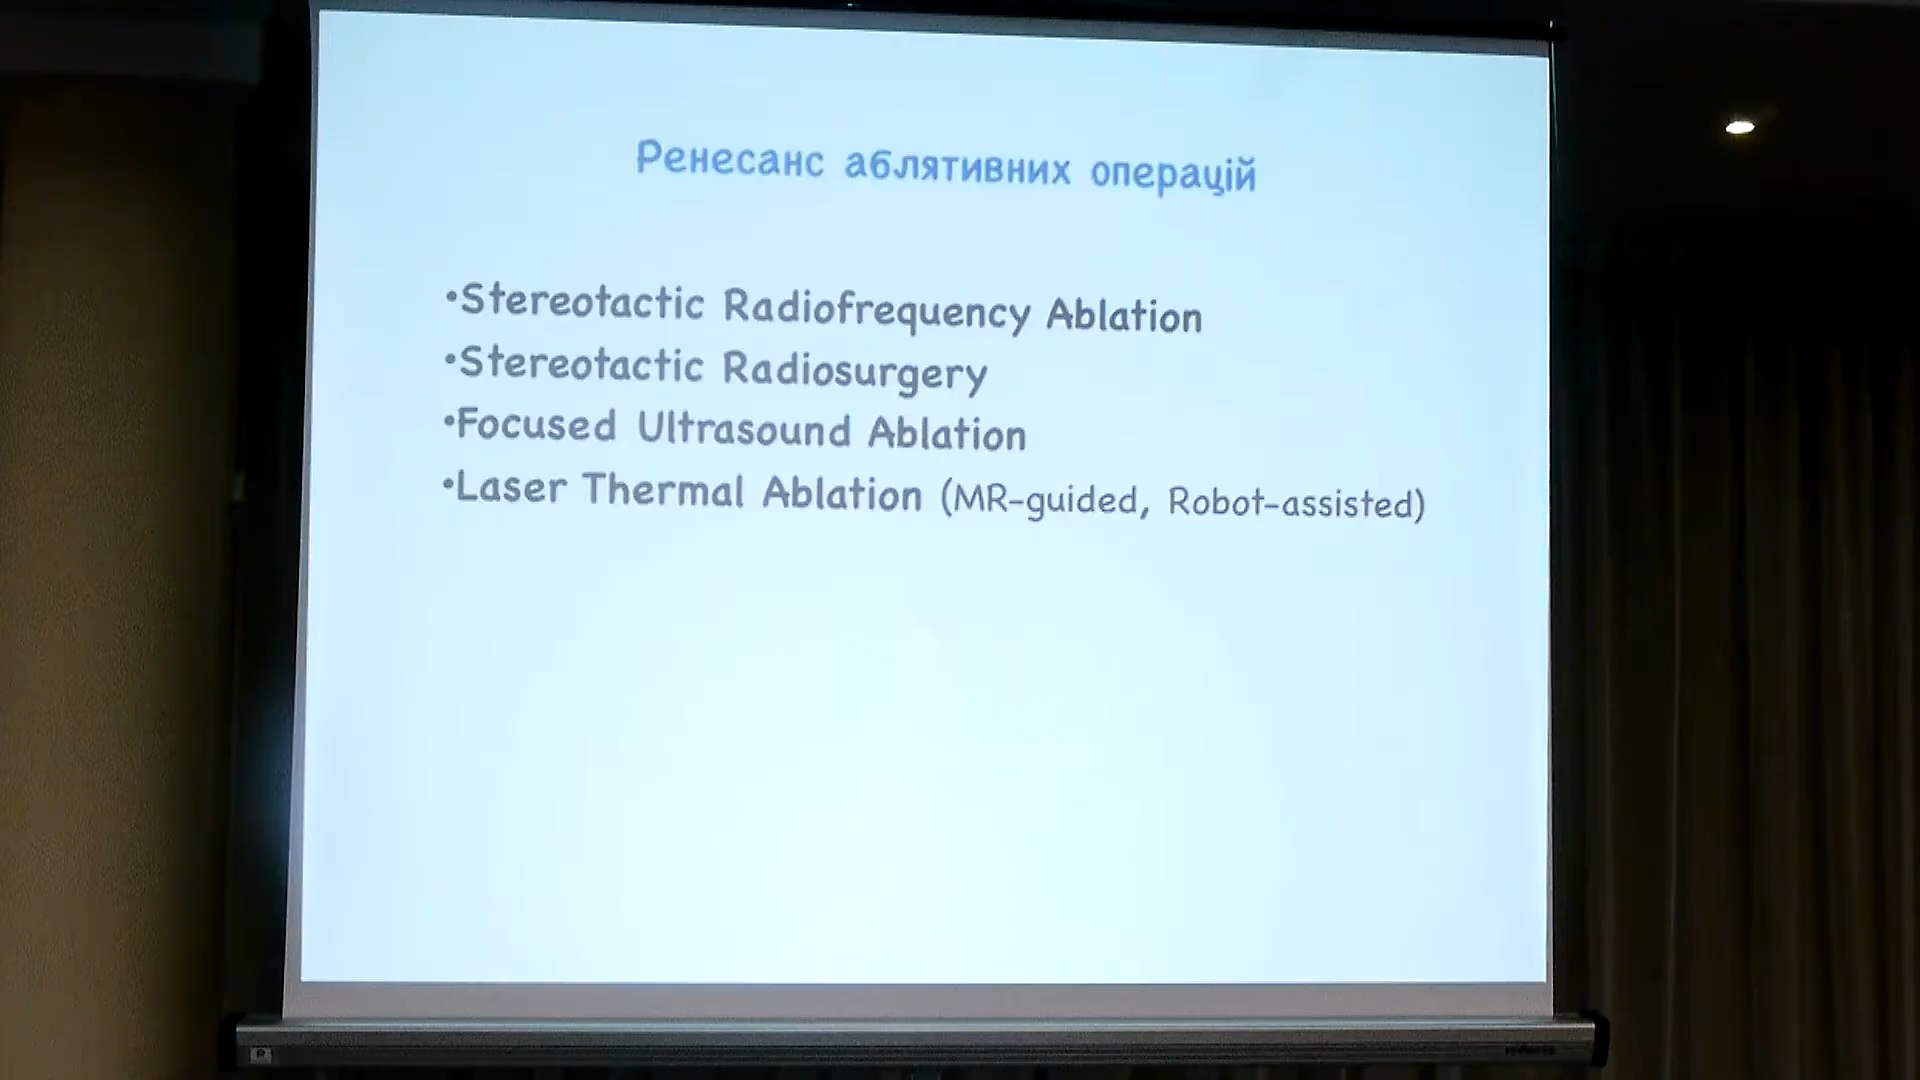 Ренесанс аблятивних операцій
•Stereotactic Radiofrequency Ablation
•Stereotactic Radiosurgery
•Focused Ultrasound Ablation
•Laser Thermal Ablation (MR-guided, Robot-assisted)